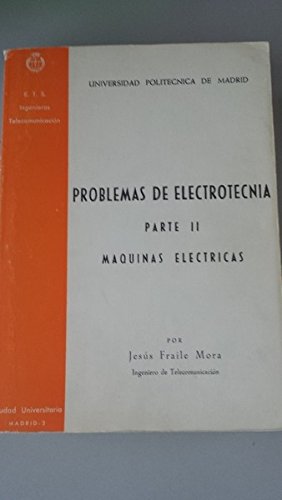 UNIVERSIDAD POLITECNICA DE MADRID
E. T. S.
Ingenieros
Telecomunicación
PROBLEMAS DE ELECTROTECNIA
PARTE II
MAQUINAS ELECTRICAS
POR
Jesús Fraile Mora
Ingeniero de Telecomunicación
udad Universitaria
MADRID-3